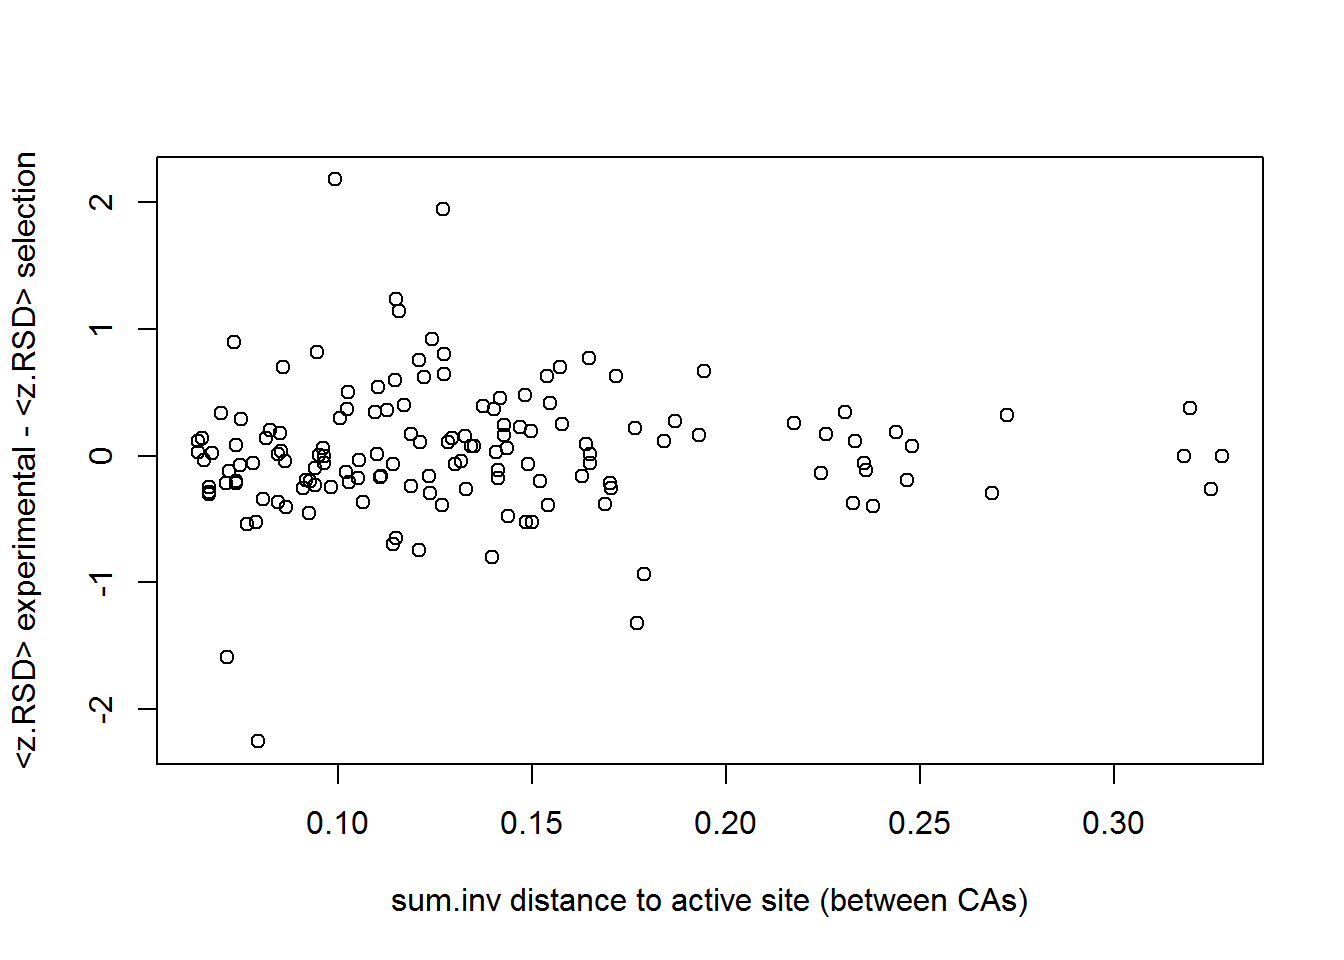 <z.RSD> experimental - <z.RSD> selection
2
1
0
-1
-2
0.10 0.15 0.20 0.25 0.30
sum.inv distance to active site (between CAs)